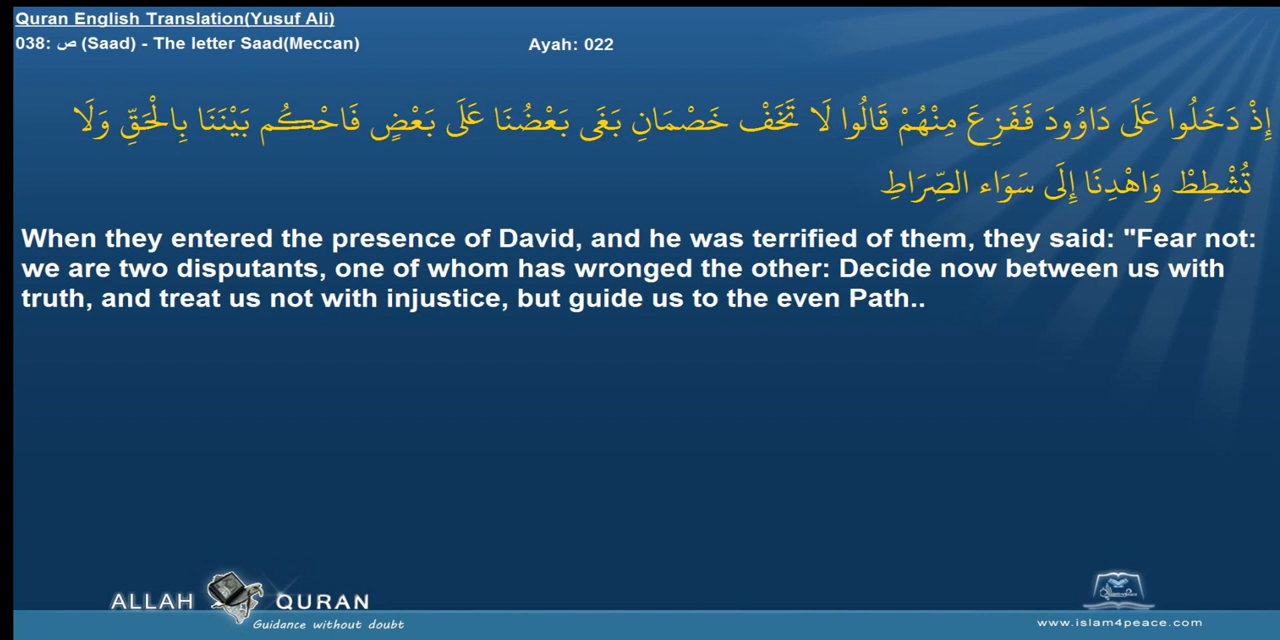 Quran English Translation(Yusuf Ali)
038: ص (Saad) - The letter Saad(Meccan)
Ayah: 022
إِذْ دَخَلُوا عَلَى دَاوُودَ فَفَزِعَ مِنْهُمْ قَالُوا لَا تَخَفْ خَصْمَانِ بَغَى بَعْضُنَا عَلَى بَعْضٍ فَاحْكُم بَيْنَنَا بِالْحَقِّ وَلَا
تُشْطِطْ وَاهْدِنَا إِلَى سَوَاء الصِّرَاطِ
When they entered the presence of David, and he was terrified of them, they said: "Fear not:
we are two disputants, one of whom has wronged the other: Decide now between us with
truth, and treat us not with injustice, but guide us to the even Path..
ALLAH QURAN
Guidance without doubt
www.islam4peace.com